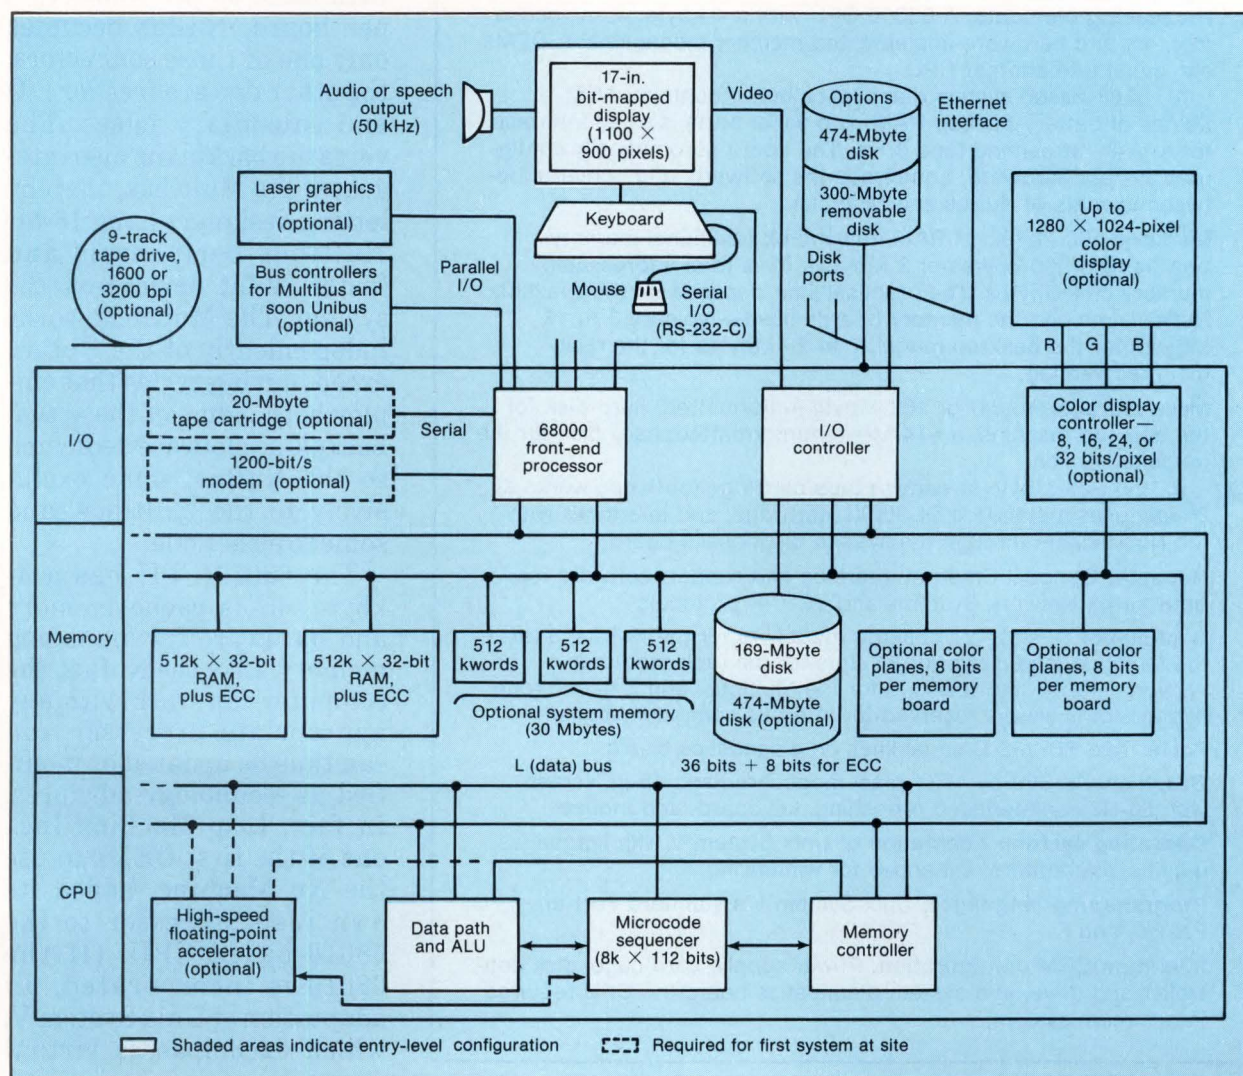 Audio or speech
output
(50 kHz)
17-in.
bit-mapped
display
(1100 ×
900 pixels)
Video
Options
474-Mbyte
disk
300-Mbyte
removable
disk
Ethernet
interface
Laser graphics
printer
(optional)
9-track
tape drive,
1600 or
3200 bpi
(optional)
Bus controllers
for Multibus and
soon Unibus
(optional)
Parallel
I/O
Keyboard
Mouse
Serial
I/O
(RS-232-C)
Disk
ports
Up to
1280 × 1024-pixel
color
display
(optional)
R
G
B
I/O
20-Mbyte
tape cartridge (optional)
Serial
1200-bit/s
modem (optional)
68000
front-end
processor
I/O
controller
Color display
controller—
8, 16, 24, or
32 bits/pixel
(optional)
Memory
512k × 32-bit
RAM,
plus ECC
512k × 32-bit
RAM,
plus ECC
512
kwords
512
kwords
512
kwords
Optional system memory
(30 Mbytes)
169-Mbyte
disk
474-Mbyte
disk (optional)
Optional color
planes, 8 bits
per memory
board
Optional color
planes, 8 bits
per memory
board
L (data) bus
36 bits + 8 bits for ECC
CPU
High-speed
floating-point
accelerator
(optional)
Data path
and ALU
Microcode
sequencer
(8k × 112 bits)
Memory
controller
Shaded areas indicate entry-level configuration
Required for first system at site